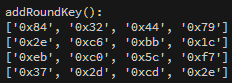 addRoundKey():
['0x84', '0x32', '0x44', '0x79']
['0x2e', '0xc6', '0xbb', '0x1c']
['0xeb', '0xc0', '0x5c', '0xf7']
['0x37', '0x2d', '0xcd', '0x2e']